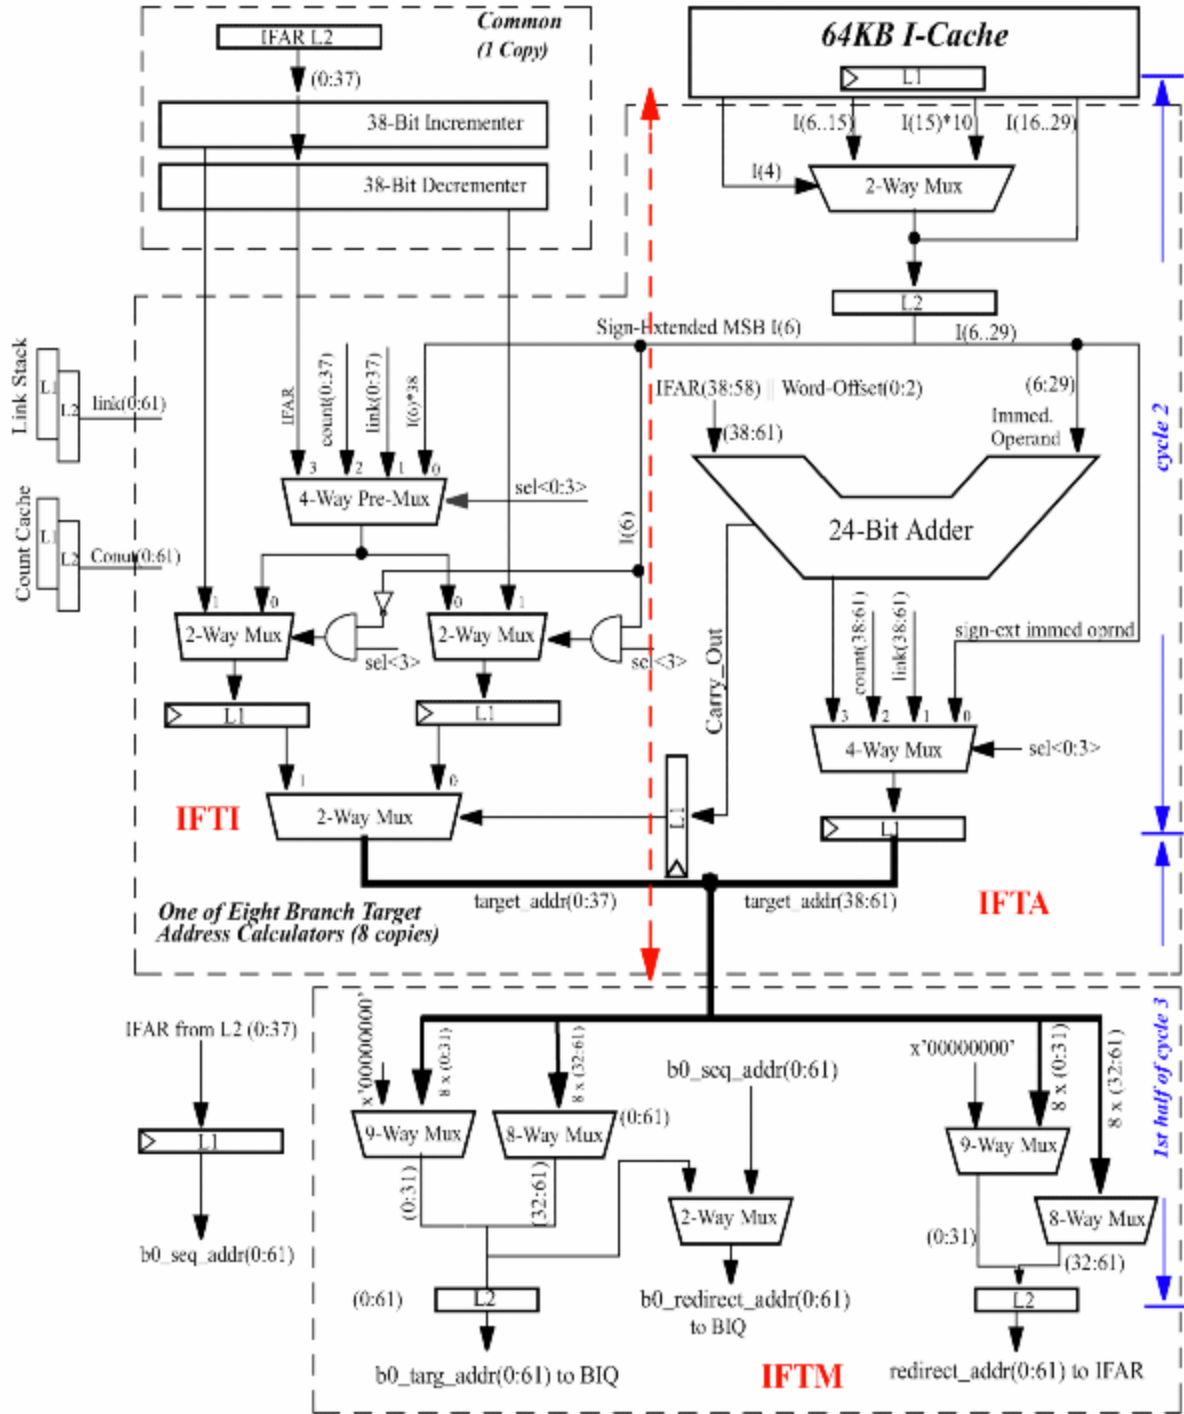 Common
(1 Copy)
IFAR L2
(0:37)
38-Bit Incrementer
38-Bit Decrementer
64KB I-Cache
L1
I(6..15)
I(15)*10
I(16..29)
I(4)
2-Way Mux
L2
I(6..29)
Sign-Extended MSB I(6)
Link Stack
L1
L2
link(0:61)
Count Cache
L1
L2
Conut(0:61)
IFAR
count(0:37)
link(0:37)
I(6)*38
3
2
1
0
4-Way Pre-Mux
sel<0:3>
I(6)
IFAR(38:58) || Word-Offset(0:2)
(38:61)
(6:29)
Immed.
Operand
24-Bit Adder
cycle 2
1
0
2-Way Mux
sel<3>
0
1
2-Way Mux
sel<3>
L1
L1
Carry_Out
count(38:61)
link(38:61)
sign-ext immed oprnd
3
2
1
0
4-Way Mux
sel<0:3>
L1
1
0
2-Way Mux
L1
IFTI
target_addr(0:37)
target_addr(38:61)
IFTA
One of Eight Branch Target
Address Calculators (8 copies)
IFAR from L2 (0:37)
L1
b0_seq_addr(0:61)
x'00000000'
8 x (0:31)
8 x (32:61)
9-Way Mux
8-Way Mux
(0:61)
(0:31)
(32:61)
b0_seq_addr(0:61)
2-Way Mux
(0:61)
L2
b0_redirect_addr(0:61)
to BIQ
b0_targ_addr(0:61) to BIQ
x'00000000'
8 x (0:31)
8 x (32:61)
9-Way Mux
8-Way Mux
(0:31)
(32:61)
L2
redirect_addr(0:61) to IFAR
IFTM
1st half of cycle 3